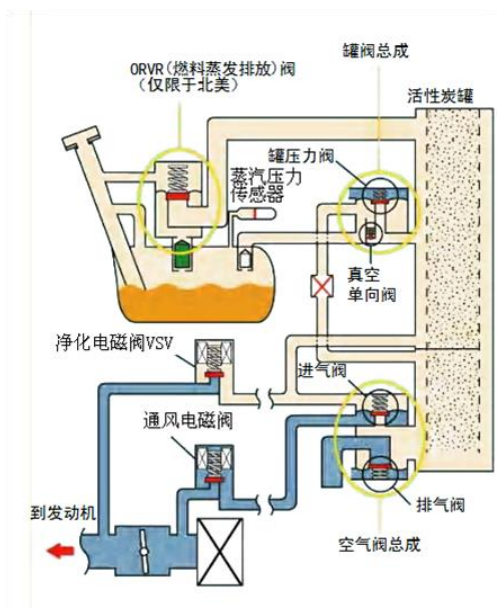 ORVR(燃料蒸发排放)阀
(仅限于北美)
罐阀总成
活性炭罐
罐压力阀
蒸汽压力
传感器
真空
单向阀
净化电磁阀VSV
进气阀
通风电磁阀
到发动机
排气阀
空气阀总成